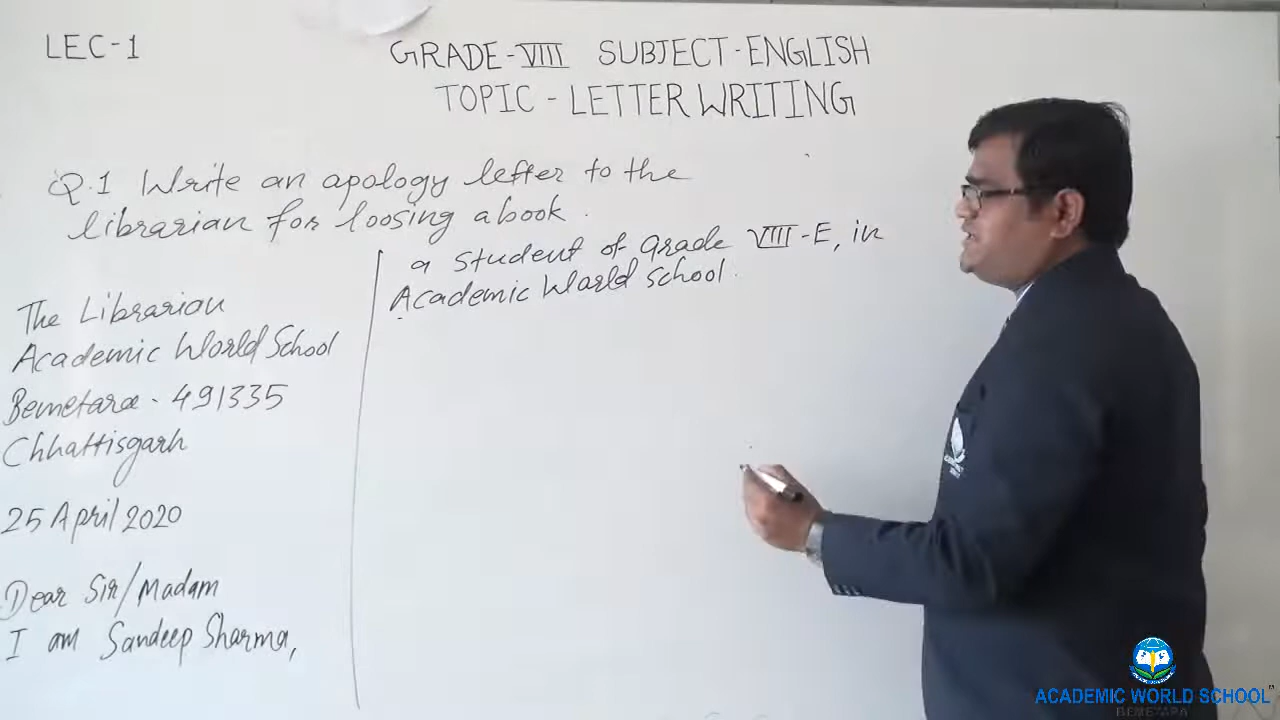 LEC-1
GRADE-VIII SUBJECT-ENGLISH
TOPIC - LETTER WRITING
Q.1 Write an apology letter to the
librarian for loosing a book.
The Librarian
Academic World School
Bemetara - 491335
Chhattisgarh
25 April 2020
Dear Sir/Madam
I am Sandeep Sharma,
a student of Grade VIII-E, in
Academic World School.
ACADEMIC WORLD SCHOOL
BEMETARA